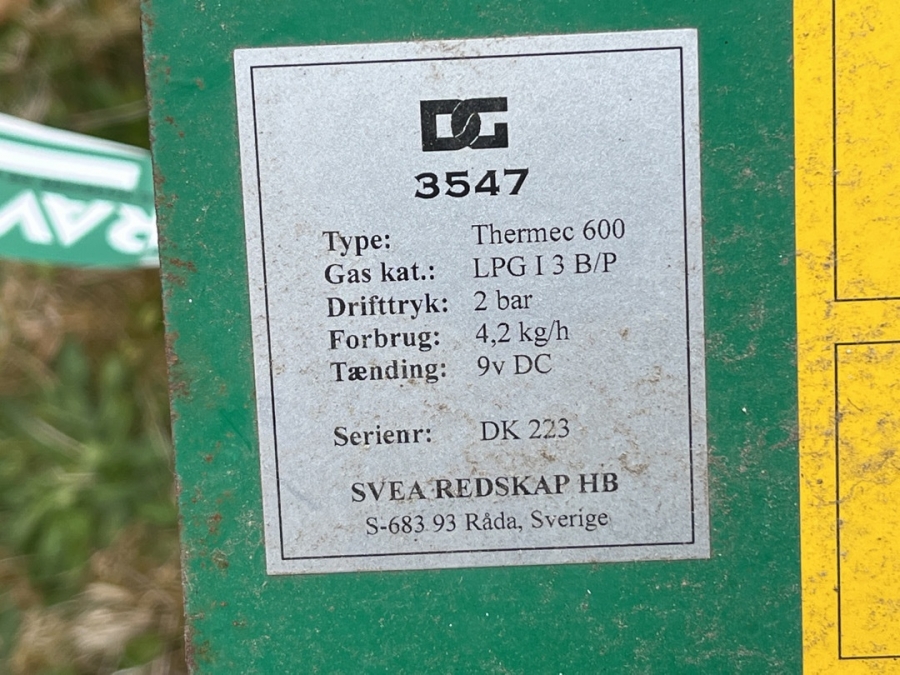 DG
3547
Type: Thermec 600
Gas kat.: LPG I 3 B/P
Drifttryk: 2 bar
Forbrug: 4,2 kg/h
Tænding: 9v DC
Serienr: DK 223
SVEA REDSKAP HB
S-683 93 Råda, Sverige
RAV